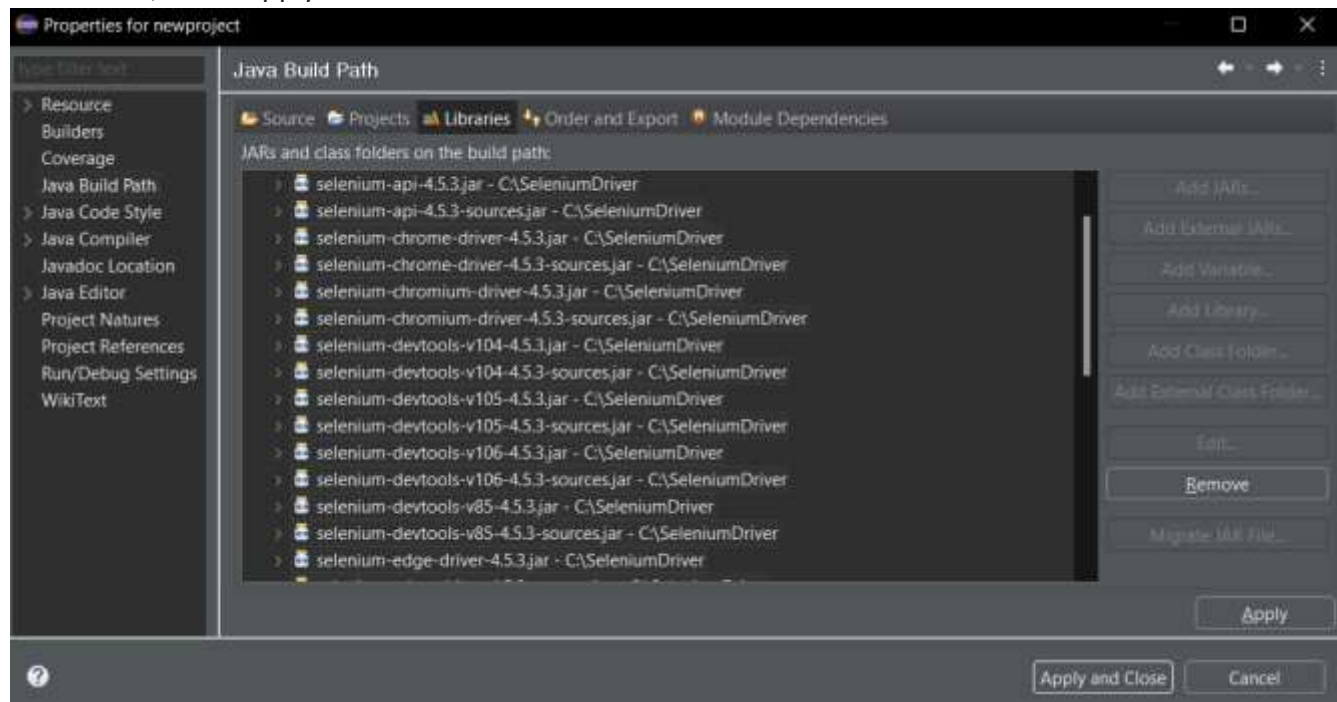 Properties for newproject
type filter text
Java Build Path
Resource
Builders
Coverage
Java Build Path
Java Code Style
Java Compiler
Javadoc Location
Java Editor
Project Natures
Project References
Run/Debug Settings
WikiText
Source Projects Libraries Order and Export Module Dependencies
JARs and class folders on the build path:
selenium-api-4.5.3.jar - C:\SeleniumDriver
selenium-api-4.5.3-sources.jar - C:\SeleniumDriver
selenium-chrome-driver-4.5.3.jar - C:\SeleniumDriver
selenium-chrome-driver-4.5.3-sources.jar - C:\SeleniumDriver
selenium-chromium-driver-4.5.3.jar - C:\SeleniumDriver
selenium-chromium-driver-4.5.3-sources.jar - C:\SeleniumDriver
selenium-devtools-v104-4.5.3.jar - C:\SeleniumDriver
selenium-devtools-v104-4.5.3-sources.jar - C:\SeleniumDriver
selenium-devtools-v105-4.5.3.jar - C:\SeleniumDriver
selenium-devtools-v105-4.5.3-sources.jar - C:\SeleniumDriver
selenium-devtools-v106-4.5.3.jar - C:\SeleniumDriver
selenium-devtools-v106-4.5.3-sources.jar - C:\SeleniumDriver
selenium-devtools-v85-4.5.3.jar - C:\SeleniumDriver
selenium-devtools-v85-4.5.3-sources.jar - C:\SeleniumDriver
selenium-edge-driver-4.5.3.jar - C:\SeleniumDriver
Add JARs...
Add External JARs...
Add Variable...
Add Library...
Add Class Folder...
Add External Class Folder...
Edit...
Remove
Migrate JAR File...
Apply
Apply and Close
Cancel